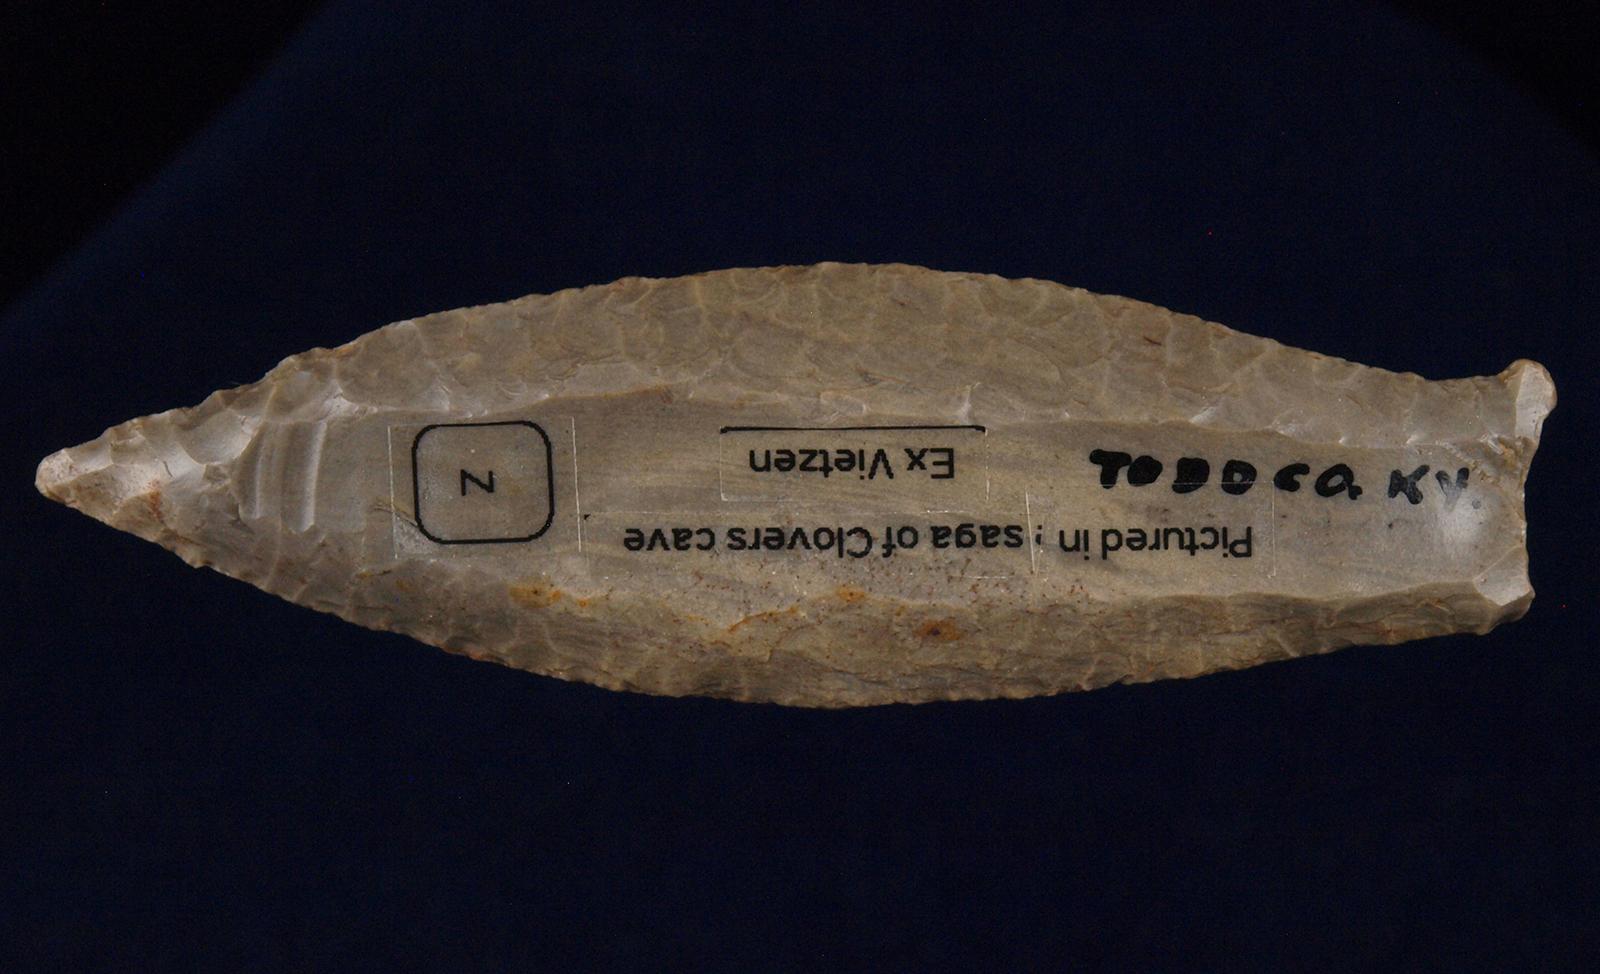 TODD CO. KY.
Pictured in : saga of Clovers cave
Ex Vietzen
Z